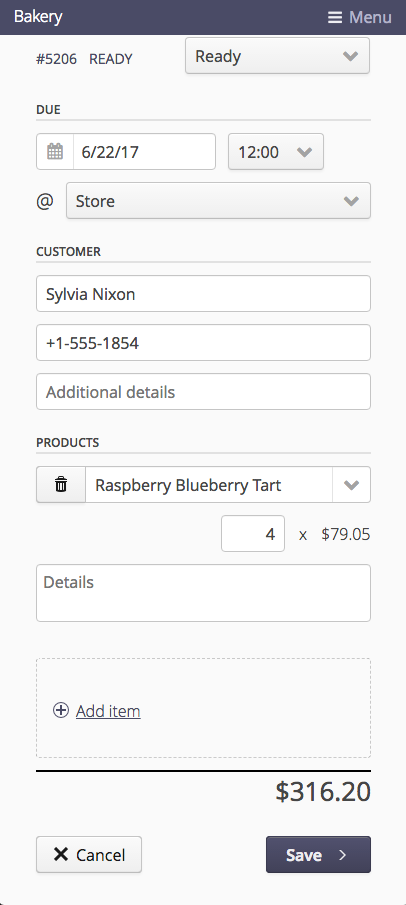 Bakery Menu
#5206 READY Ready
DUE
6/22/17 12:00
@ Store
CUSTOMER
Sylvia Nixon
+1-555-1854
Additional details
PRODUCTS
Raspberry Blueberry Tart
4 x $79.05
Details
Add item
$316.20
Cancel Save